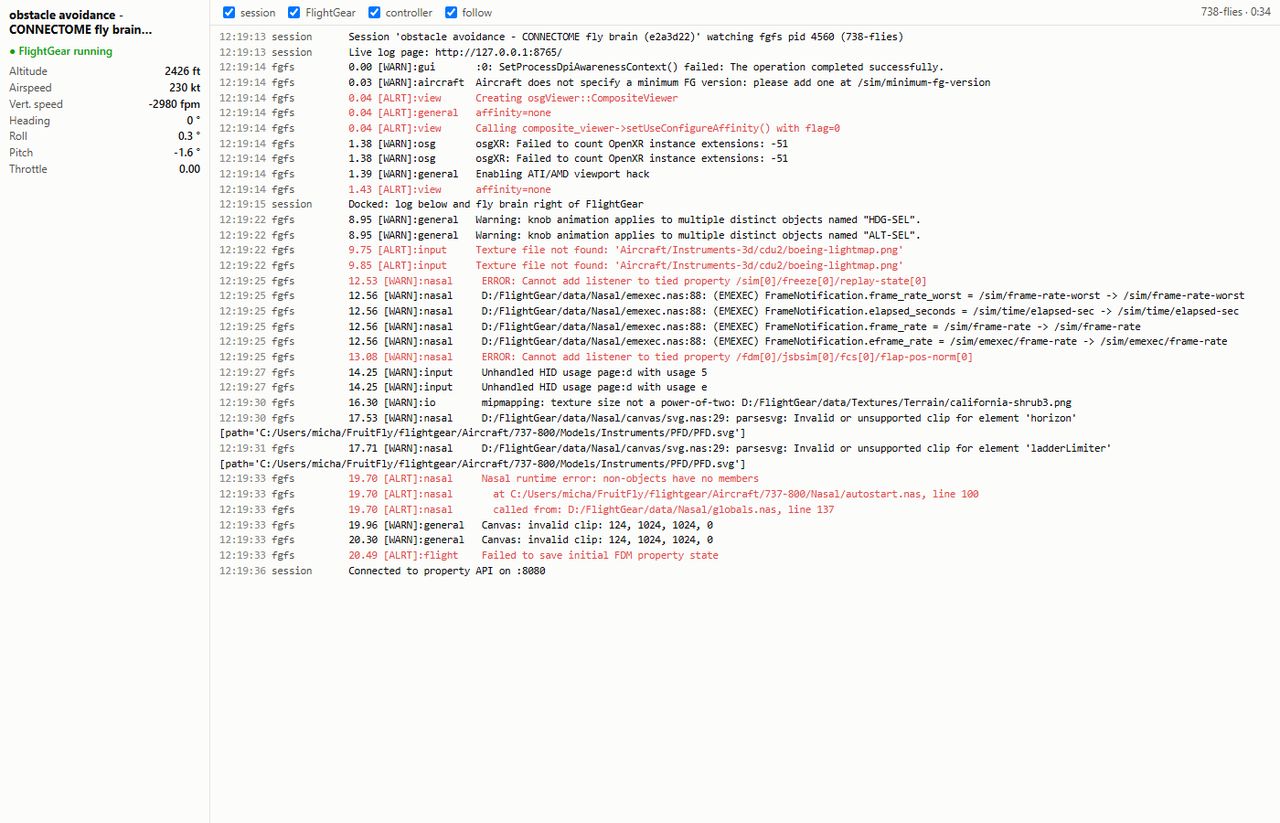 obstacle avoidance -
CONNECTOME fly brain...
● FlightGear running
Altitude 2426 ft
Airspeed 230 kt
Vert. speed -2980 fpm
Heading 0 °
Roll 0.3 °
Pitch -1.6 °
Throttle 0.00
session FlightGear controller follow 738-flies · 0:34
12:19:13 session Session 'obstacle avoidance - CONNECTOME fly brain (e2a3d22)' watching fgfs pid 4560 (738-flies)
12:19:13 session Live log page: http://127.0.0.1:8765/
12:19:14 fgfs 0.00 [WARN]:gui :0: SetProcessDpiAwarenessContext() failed: The operation completed successfully.
12:19:14 fgfs 0.03 [WARN]:aircraft Aircraft does not specify a minimum FG version: please add one at /sim/minimum-fg-version
12:19:14 fgfs 0.04 [ALRT]:view Creating osgViewer::CompositeViewer
12:19:14 fgfs 0.04 [ALRT]:general affinity=none
12:19:14 fgfs 0.04 [ALRT]:view Calling composite_viewer->setUseConfigureAffinity() with flag=0
12:19:14 fgfs 1.38 [WARN]:osg osgXR: Failed to count OpenXR instance extensions: -51
12:19:14 fgfs 1.38 [WARN]:osg osgXR: Failed to count OpenXR instance extensions: -51
12:19:14 fgfs 1.39 [WARN]:general Enabling ATI/AMD viewport hack
12:19:14 fgfs 1.43 [ALRT]:view affinity=none
12:19:15 session Docked: log below and fly brain right of FlightGear
12:19:22 fgfs 8.95 [WARN]:general Warning: knob animation applies to multiple distinct objects named "HDG-SEL".
12:19:22 fgfs 8.95 [WARN]:general Warning: knob animation applies to multiple distinct objects named "ALT-SEL".
12:19:22 fgfs 9.75 [ALRT]:input Texture file not found: 'Aircraft/Instruments-3d/cdu2/boeing-lightmap.png'
12:19:22 fgfs 9.85 [ALRT]:input Texture file not found: 'Aircraft/Instruments-3d/cdu2/boeing-lightmap.png'
12:19:25 fgfs 12.53 [WARN]:nasal ERROR: Cannot add listener to tied property /sim[0]/freeze[0]/replay-state[0]
12:19:25 fgfs 12.56 [WARN]:nasal D:/FlightGear/data/Nasal/emexec.nas:88: (EMEXEC) FrameNotification.frame_rate_worst = /sim/frame-rate-worst -> /sim/frame-rate-worst
12:19:25 fgfs 12.56 [WARN]:nasal D:/FlightGear/data/Nasal/emexec.nas:88: (EMEXEC) FrameNotification.elapsed_seconds = /sim/time/elapsed-sec -> /sim/time/elapsed-sec
12:19:25 fgfs 12.56 [WARN]:nasal D:/FlightGear/data/Nasal/emexec.nas:88: (EMEXEC) FrameNotification.frame_rate = /sim/frame-rate -> /sim/frame-rate
12:19:25 fgfs 12.56 [WARN]:nasal D:/FlightGear/data/Nasal/emexec.nas:88: (EMEXEC) FrameNotification.eframe_rate = /sim/emexec/frame-rate -> /sim/emexec/frame-rate
12:19:25 fgfs 13.08 [WARN]:nasal ERROR: Cannot add listener to tied property /fdm[0]/jsbsim[0]/fcs[0]/flap-pos-norm[0]
12:19:27 fgfs 14.25 [WARN]:input Unhandled HID usage page:d with usage 5
12:19:27 fgfs 14.25 [WARN]:input Unhandled HID usage page:d with usage e
12:19:30 fgfs 16.30 [WARN]:io mipmapping: texture size not a power-of-two: D:/FlightGear/data/Textures/Terrain/california-shrub3.png
12:19:30 fgfs 17.53 [WARN]:nasal D:/FlightGear/data/Nasal/canvas/svg.nas:29: parsesvg: Invalid or unsupported clip for element 'horizon'
[path='C:/Users/micha/FruitFly/flightgear/Aircraft/737-800/Models/Instruments/PFD/PFD.svg']
12:19:31 fgfs 17.71 [WARN]:nasal D:/FlightGear/data/Nasal/canvas/svg.nas:29: parsesvg: Invalid or unsupported clip for element 'ladderLimiter'
[path='C:/Users/micha/FruitFly/flightgear/Aircraft/737-800/Models/Instruments/PFD/PFD.svg']
12:19:33 fgfs 19.70 [ALRT]:nasal Nasal runtime error: non-objects have no members
12:19:33 fgfs 19.70 [ALRT]:nasal at C:/Users/micha/FruitFly/flightgear/Aircraft/737-800/Nasal/autostart.nas, line 100
12:19:33 fgfs 19.70 [ALRT]:nasal called from: D:/FlightGear/data/Nasal/globals.nas, line 137
12:19:33 fgfs 19.96 [WARN]:general Canvas: invalid clip: 124, 1024, 1024, 0
12:19:33 fgfs 20.30 [WARN]:general Canvas: invalid clip: 124, 1024, 1024, 0
12:19:33 fgfs 20.49 [ALRT]:flight Failed to save initial FDM property state
12:19:36 session Connected to property API on :8080